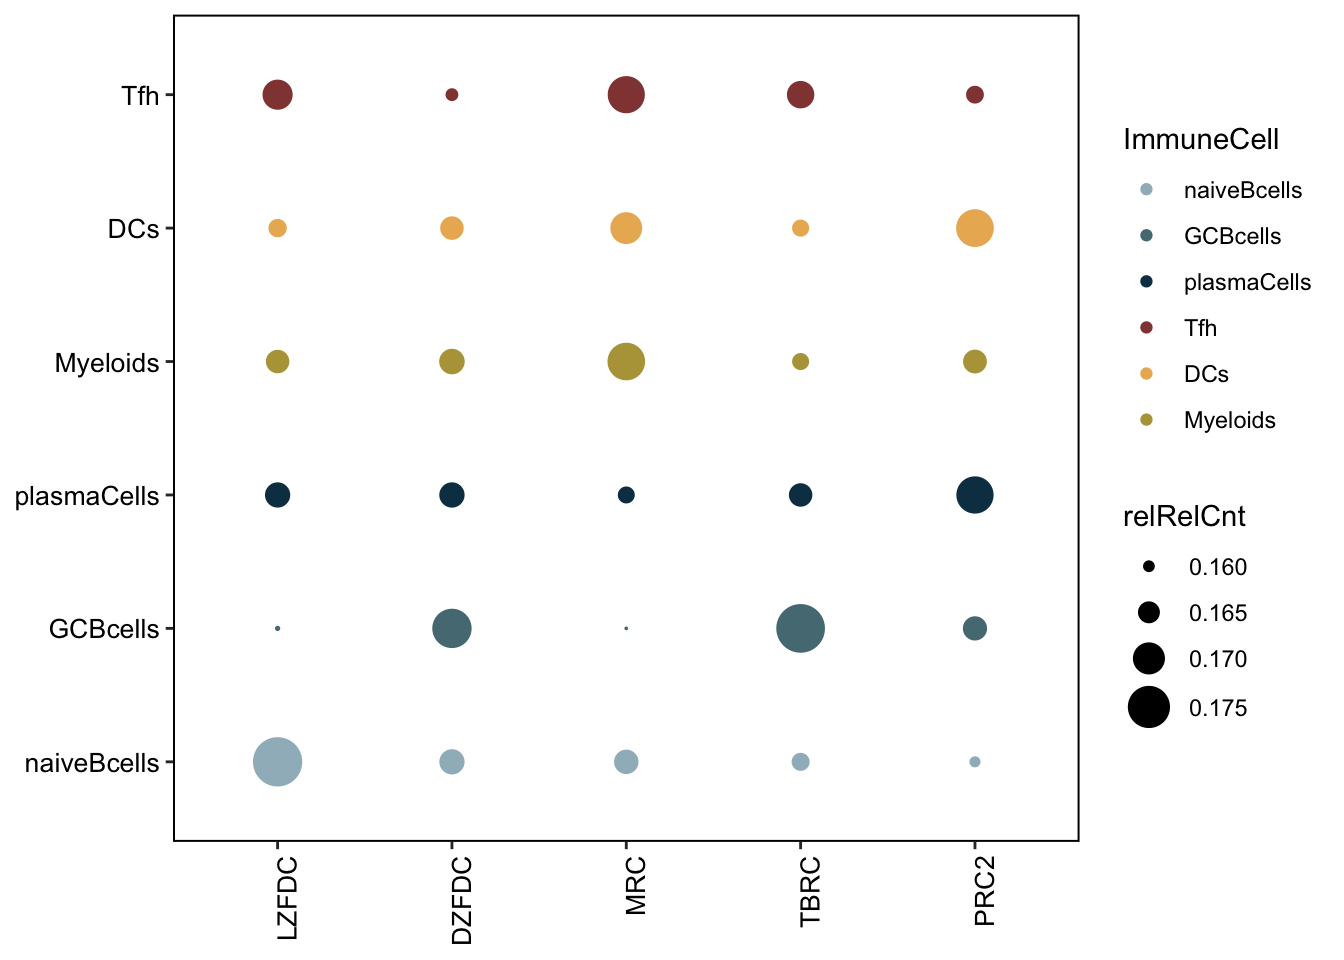 Tfh
DCs
Myeloids
plasmaCells
GCBcells
naiveBcells
LZFDC
DZFDC
MRC
TBRC
PRC2
ImmuneCell
naiveBcells
GCBcells
plasmaCells
Tfh
DCs
Myeloids
relRelCnt
0.160
0.165
0.170
0.175